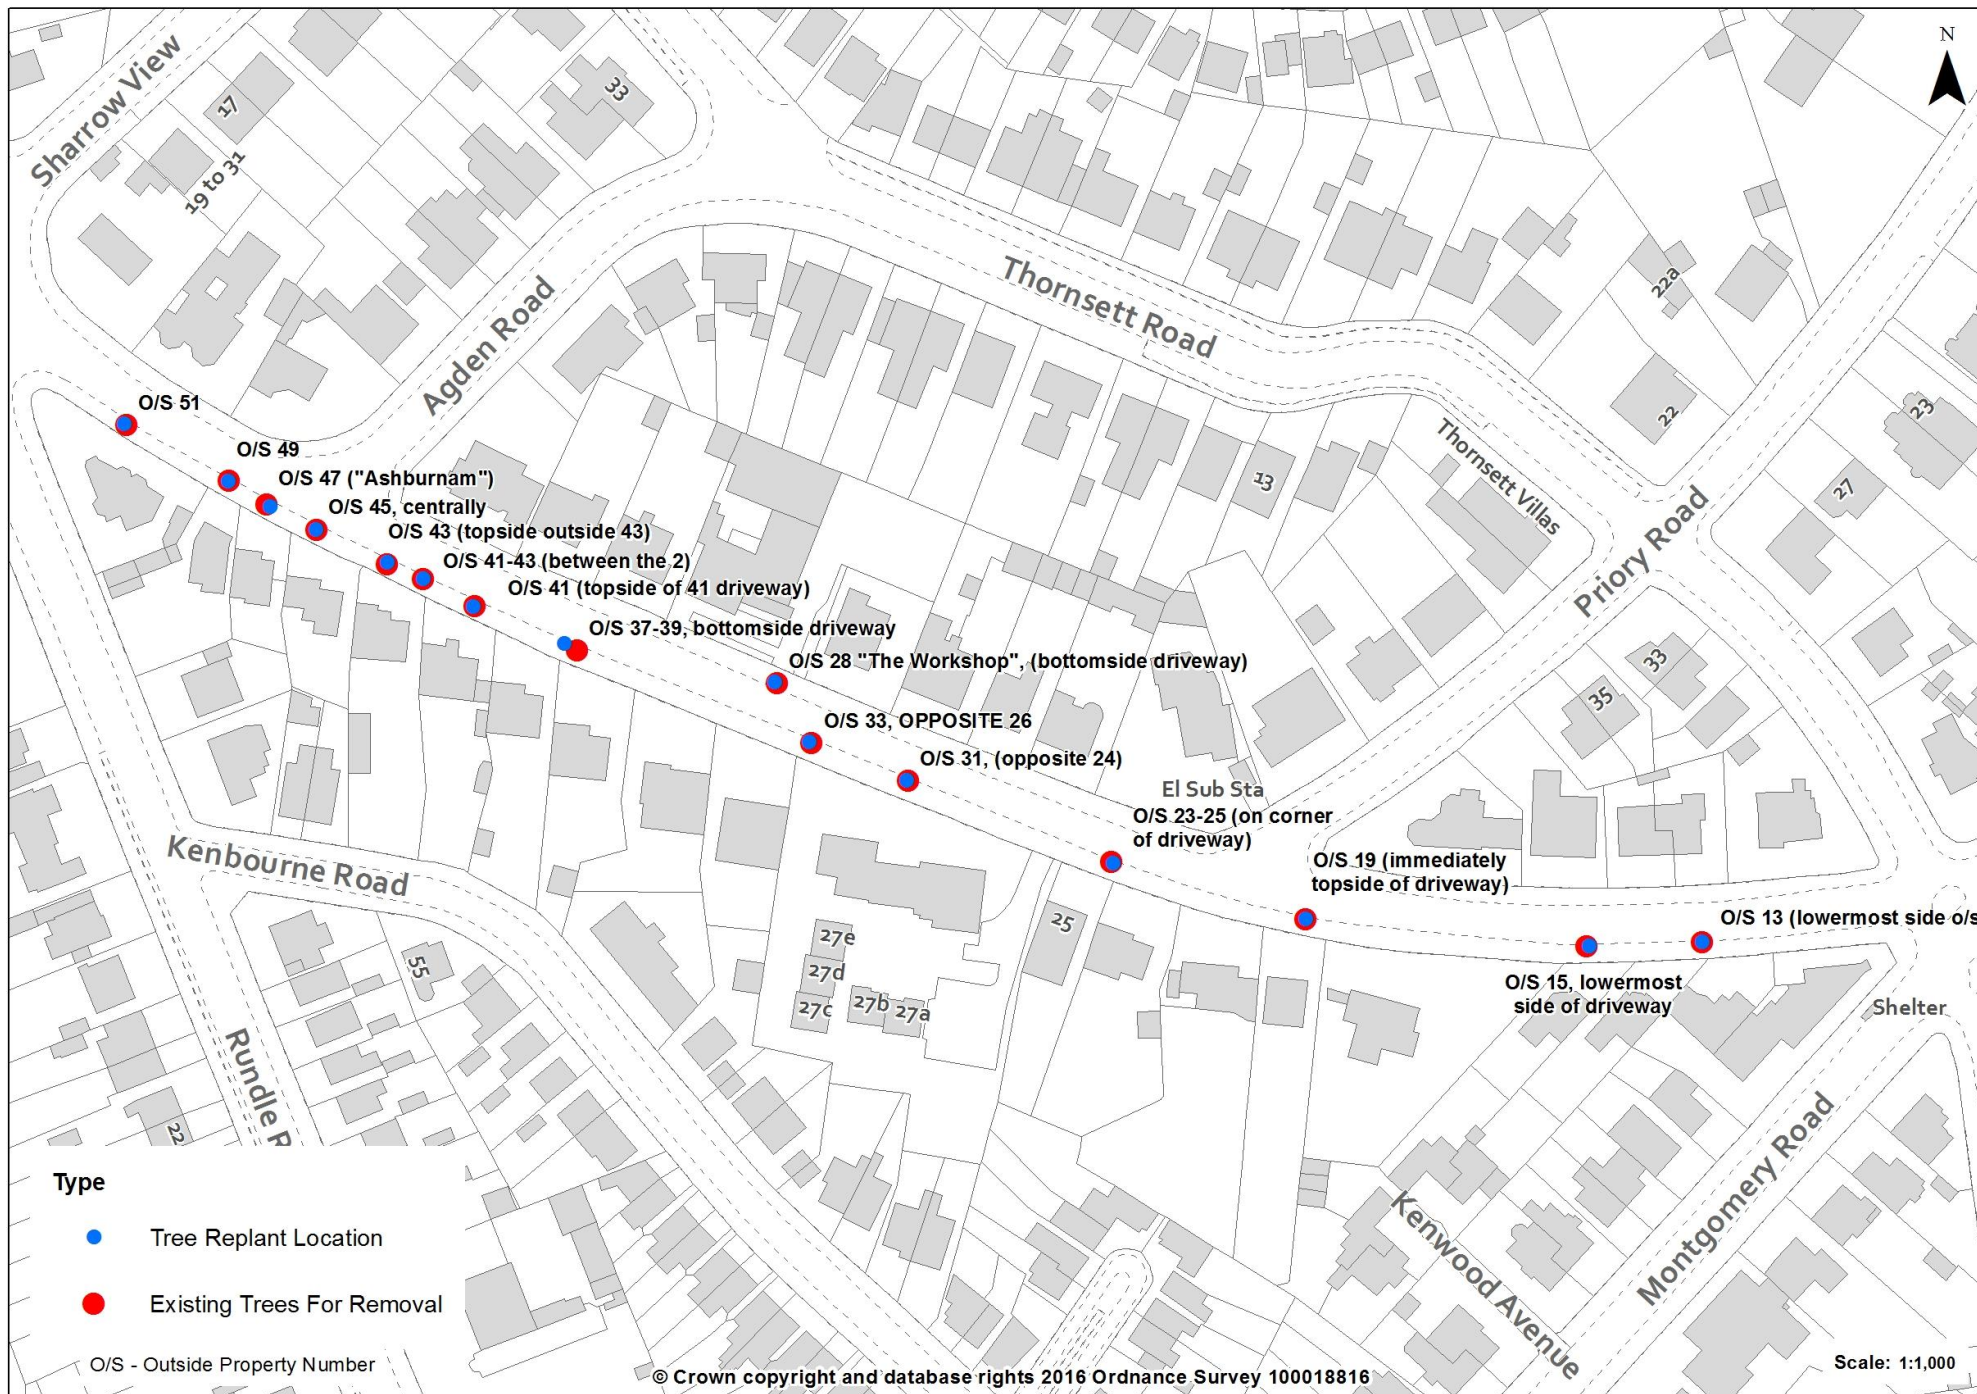 N
Sharrow View
17
33
19 to 31
Thornsett Road
22a
Agden Road
22
23
O/S 51
Thornsett Villas
O/S 49
13
27
O/S 47 ("Ashburnam")
O/S 45, centrally
O/S 43 (topside outside 43)
Priory Road
O/S 41-43 (between the 2)
O/S 41 (topside of 41 driveway)
O/S 37-39, bottomside driveway
O/S 28 "The Workshop", (bottomside driveway)
33
35
O/S 33, OPPOSITE 26
O/S 31, (opposite 24)
El Sub Sta
O/S 23-25 (on corner
of driveway)
Kenbourne Road
O/S 19 (immediately
topside of driveway)
O/S 13 (lowermost side o/s
25
27e
27d
27c
27b
27a
55
O/S 15, lowermost
side of driveway
Shelter
Rundle R
22
Montgomery Road
Kenwood Avenue
Type
Tree Replant Location
Existing Trees For Removal
O/S - Outside Property Number
© Crown copyright and database rights 2016 Ordnance Survey 100018816
Scale: 1:1,000